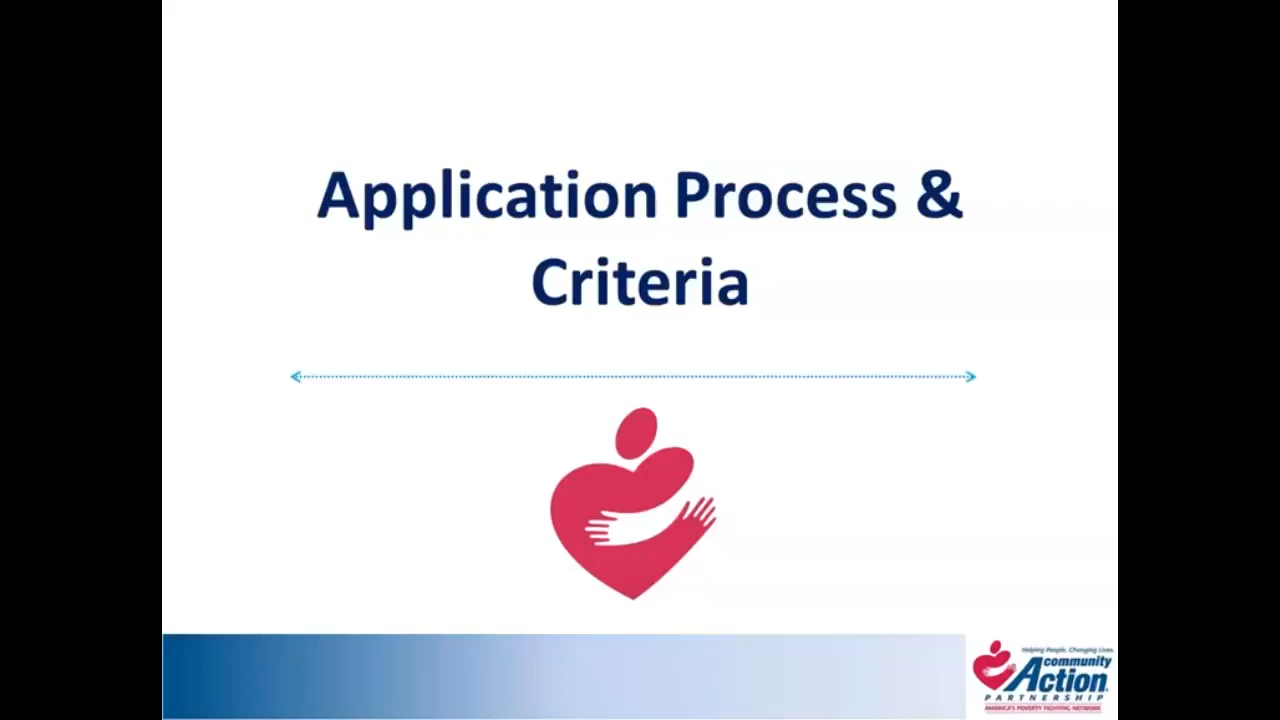 Application Process &
Criteria
Helping People. Changing Lives.
community
Action
PARTNERSHIP
AMERICA'S POVERTY FIGHTING NETWORK